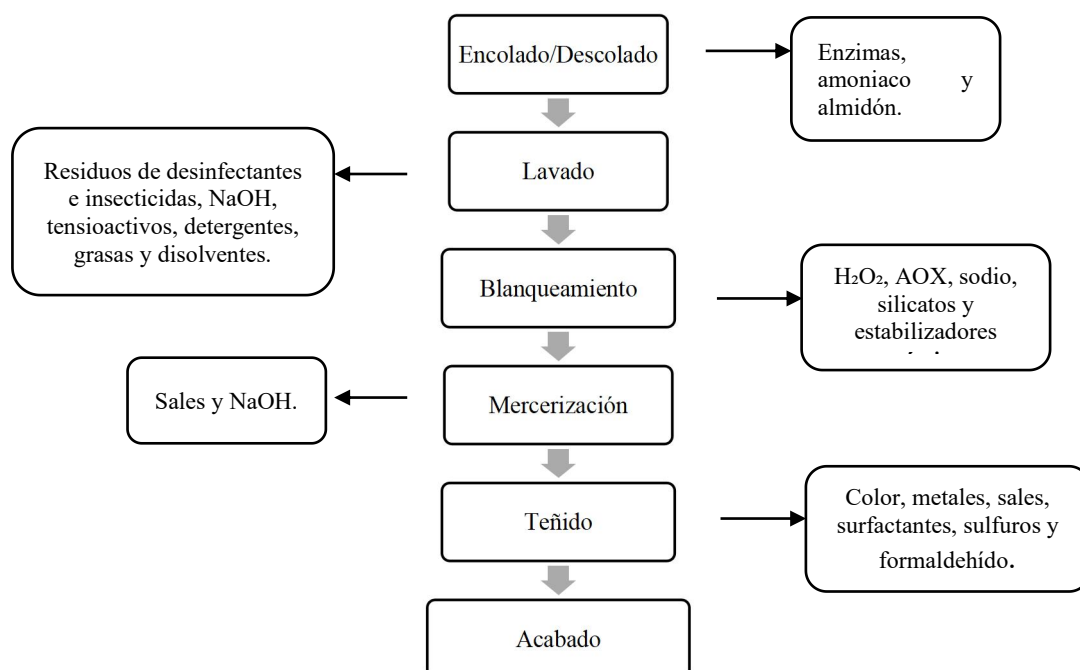 Encolado/Descolado
Enzimas,
amoniaco y
almidón.
Residuos de desinfectantes
e insecticidas, NaOH,
tensioactivos, detergentes,
grasas y disolventes.
Lavado
Blanqueamiento
H₂O₂, AOX, sodio,
silicatos y
estabilizadores
Sales y NaOH.
Mercerización
Teñido
Color, metales, sales,
surfactantes, sulfuros y
formaldehído.
Acabado